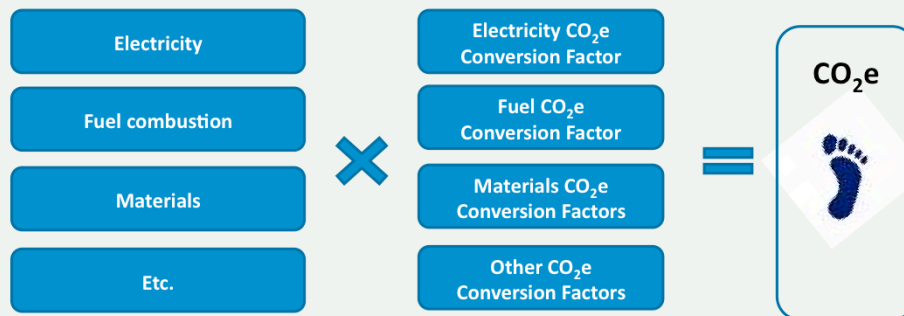 Electricity
Electricity CO₂e
Conversion Factor
Fuel combustion
Fuel CO₂e
Conversion Factor
Materials
Materials CO₂e
Conversion Factors
Etc.
Other CO₂e
Conversion Factors
CO₂e